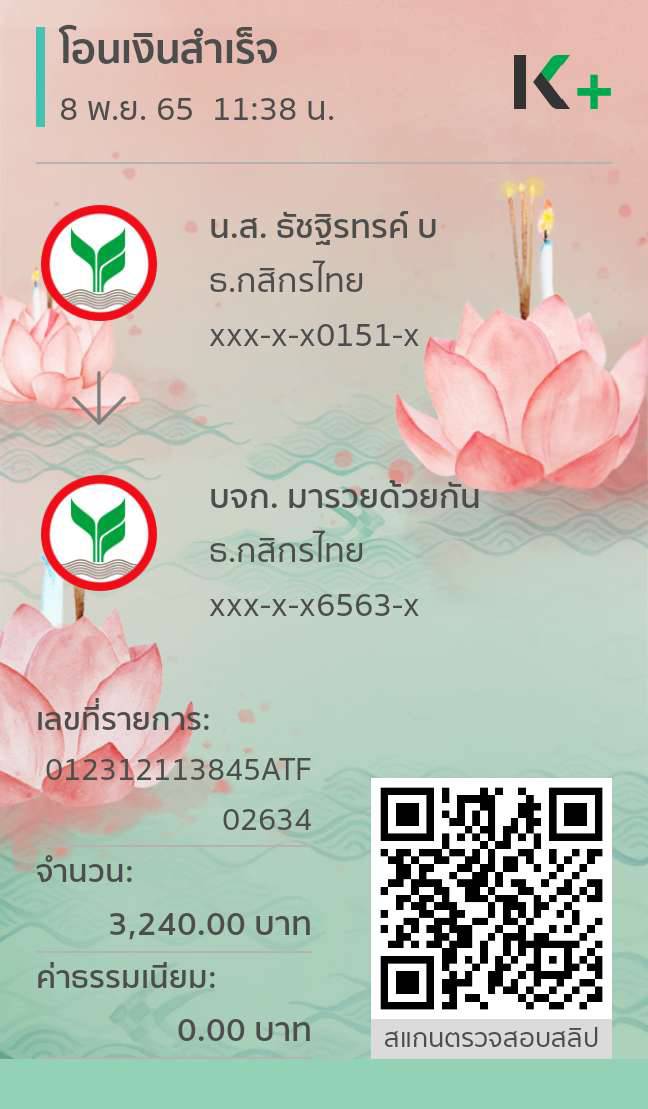 โอนเงินสำเร็จ
8 พ.ย. 65 11:38 น.
K+
น.ส. ธัชฐิรทรค์ บ
ธ.กสิกรไทย
xxx-x-x0151-x
บจก. มารวยด้วยกัน
ธ.กสิกรไทย
xxx-x-x6563-x
เลขที่รายการ:
012312113845ATF
02634
จำนวน:
3,240.00 บาท
ค่าธรรมเนียม:
0.00 บาท
สแกนตรวจสอบสลิป